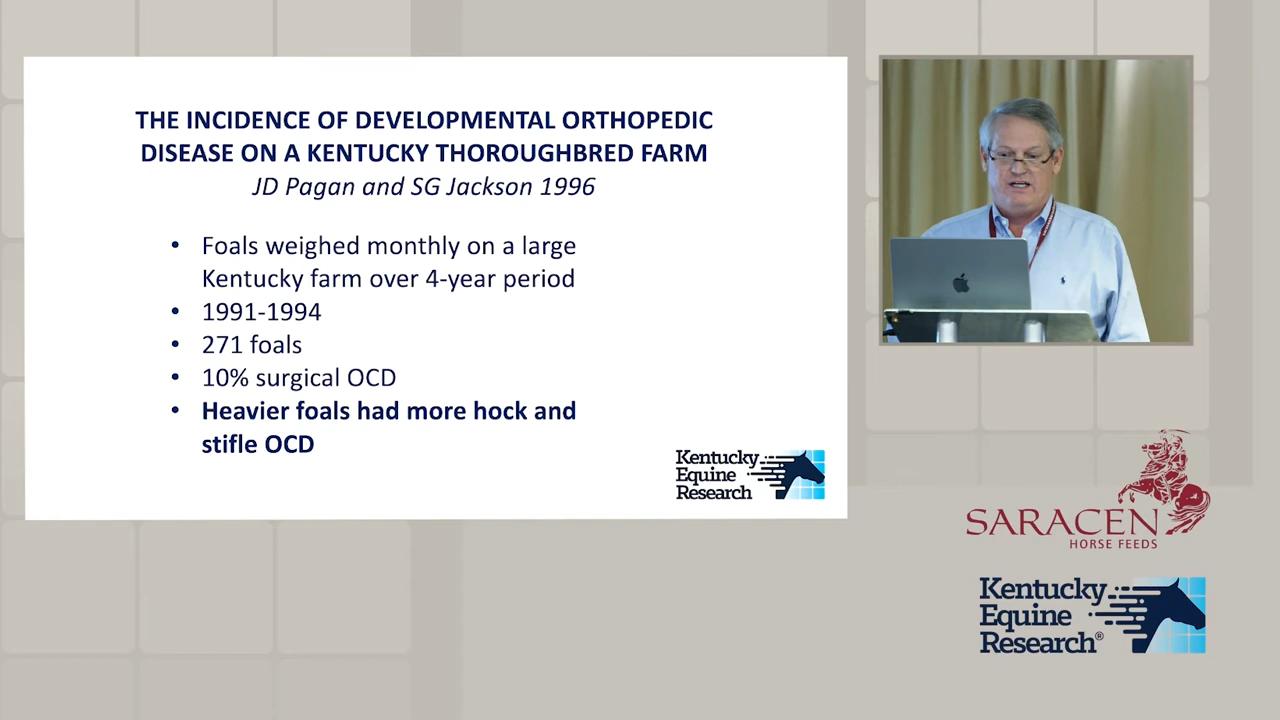 THE INCIDENCE OF DEVELOPMENTAL ORTHOPEDIC
DISEASE ON A KENTUCKY THOROUGHBRED FARM
JD Pagan and SG Jackson 1996
• Foals weighed monthly on a large
Kentucky farm over 4-year period
• 1991-1994
• 271 foals
• 10% surgical OCD
• Heavier foals had more hock and
stifle OCD
Kentucky
Equine
Research
SARACEN
HORSE FEEDS
Kentucky
Equine
Research®